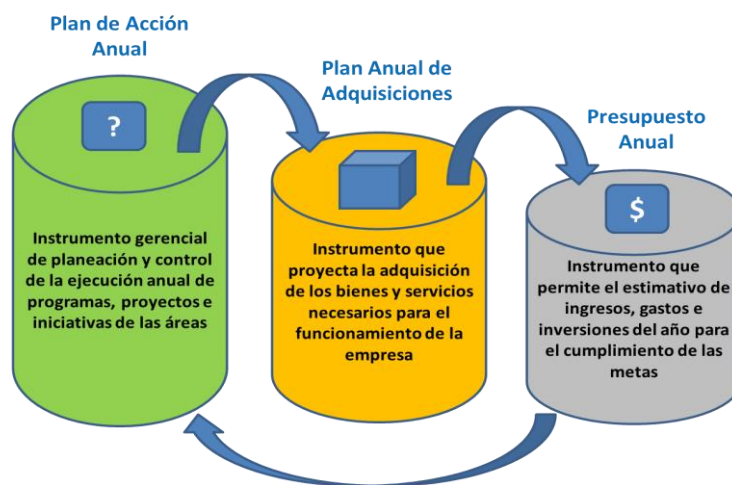 Plan de Acción
Anual
?
Instrumento gerencial
de planeación y control
de la ejecución anual de
programas, proyectos e
iniciativas de las áreas
Plan Anual de
Adquisiciones
Instrumento que
proyecta la adquisición
de los bienes y servicios
necesarios para el
funcionamiento de la
empresa
Presupuesto
Anual
$
Instrumento que
permite el estimativo de
ingresos, gastos e
inversiones del año para
el cumplimiento de las
metas